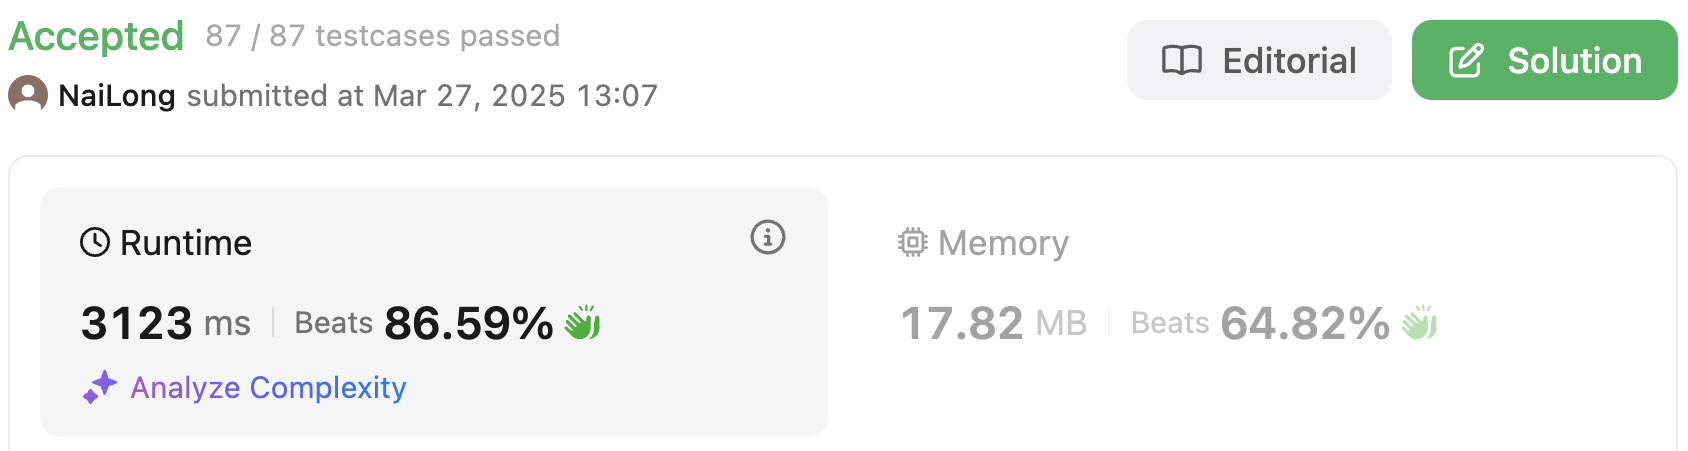 Accepted 87 / 87 testcases passed
NaiLong submitted at Mar 27, 2025 13:07
Editorial
Solution
Runtime
3123 ms Beats 86.59%
Analyze Complexity
Memory
17.82 MB Beats 64.82%